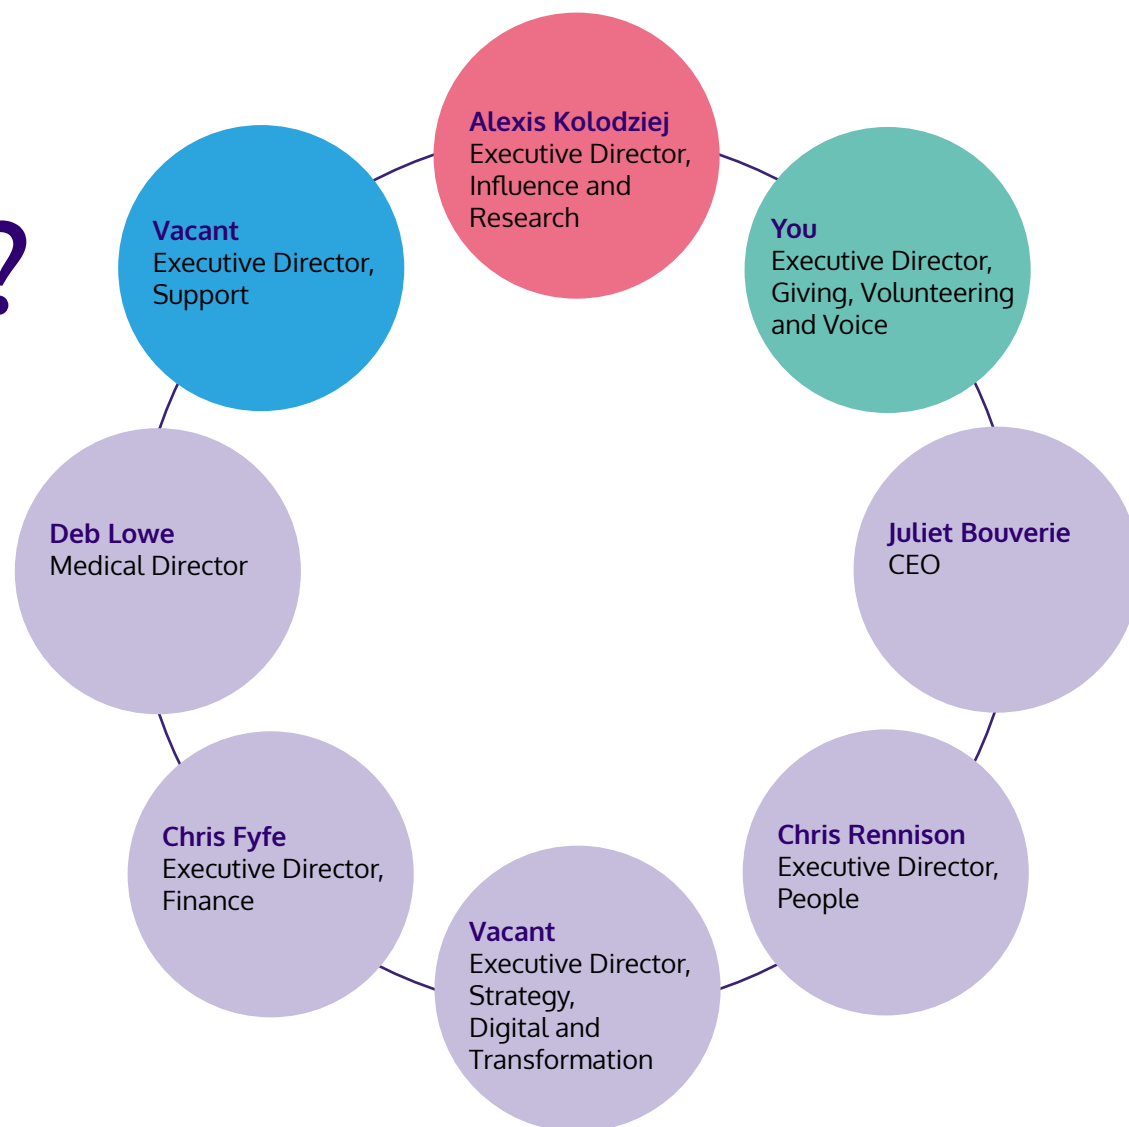 ?
Alexis Kolodziej
Executive Director,
Influence and
Research
You
Executive Director,
Giving, Volunteering
and Voice
Juliet Bouverie
CEO
Chris Rennison
Executive Director,
People
Vacant
Executive Director,
Strategy,
Digital and
Transformation
Chris Fyfe
Executive Director,
Finance
Deb Lowe
Medical Director
Vacant
Executive Director,
Support